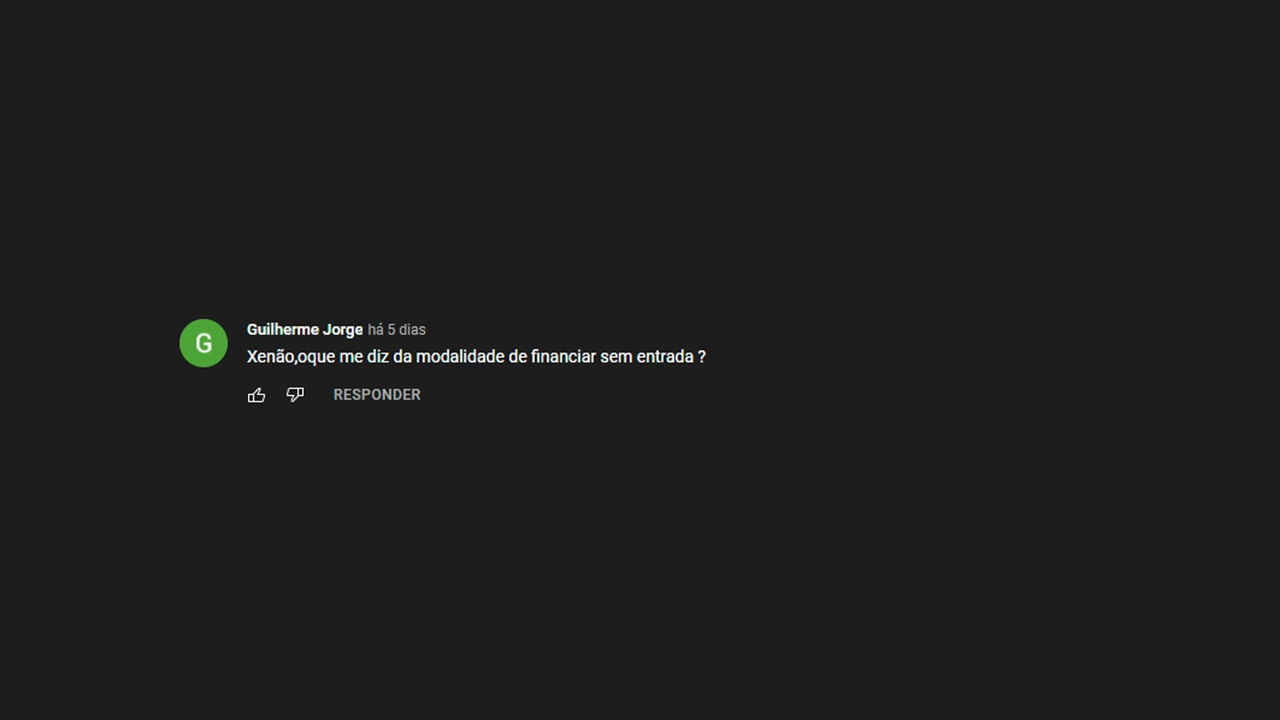 G
Guilherme Jorge há 5 dias
Xenão,oque me diz da modalidade de financiar sem entrada ?
RESPONDER